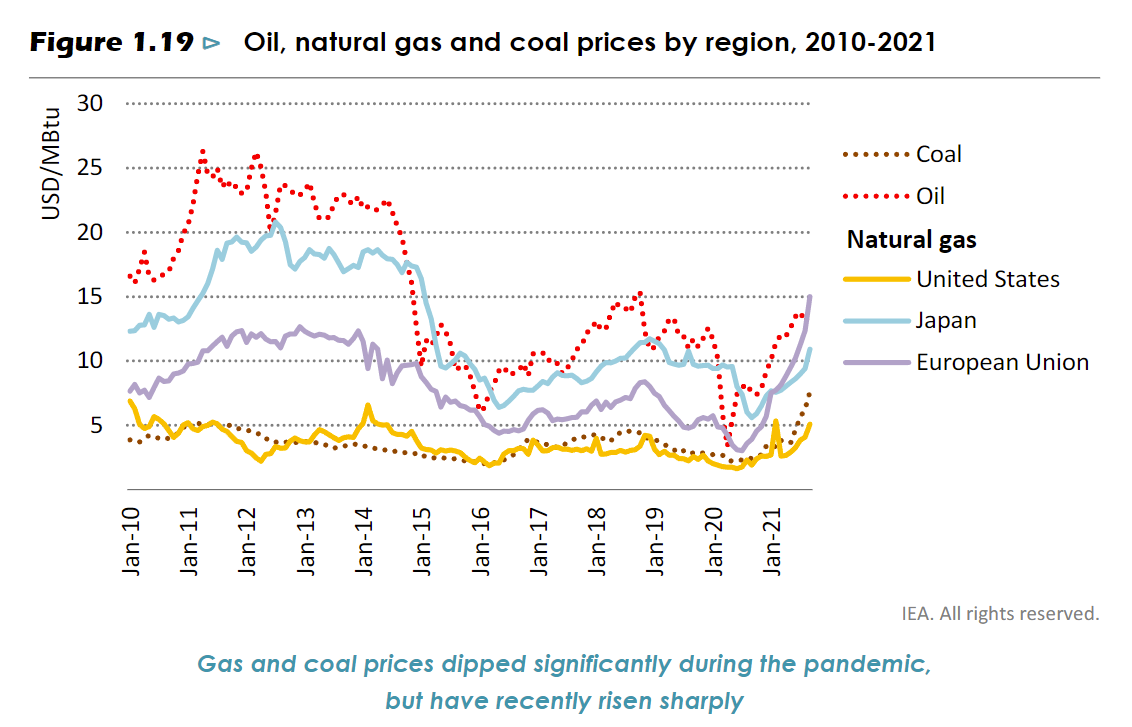 Figure 1.19 ▷ Oil, natural gas and coal prices by region, 2010-2021
USD/MBtu
30
25
20
15
10
5
Jan-10
Jan-11
Jan-12
Jan-13
Jan-14
Jan-15
Jan-16
Jan-17
Jan-18
Jan-19
Jan-20
Jan-21
Coal
Oil
Natural gas
United States
Japan
European Union
IEA. All rights reserved.
Gas and coal prices dipped significantly during the pandemic,
but have recently risen sharply